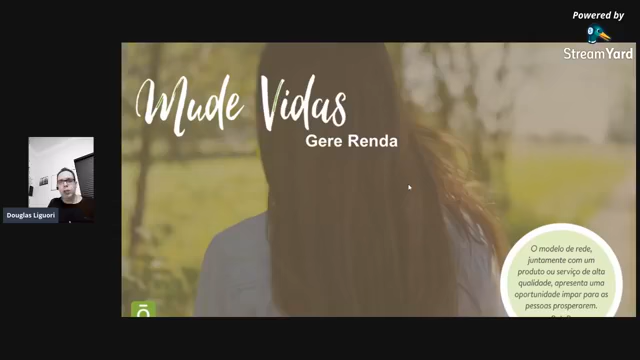 Powered by
StreamYard
Mude Vidas
Gere Renda
Douglas Liguori
O modelo de rede,
juntamente com um
produto ou serviço de alta
qualidade, apresenta uma
oportunidade ímpar para as
pessoas prosperarem.